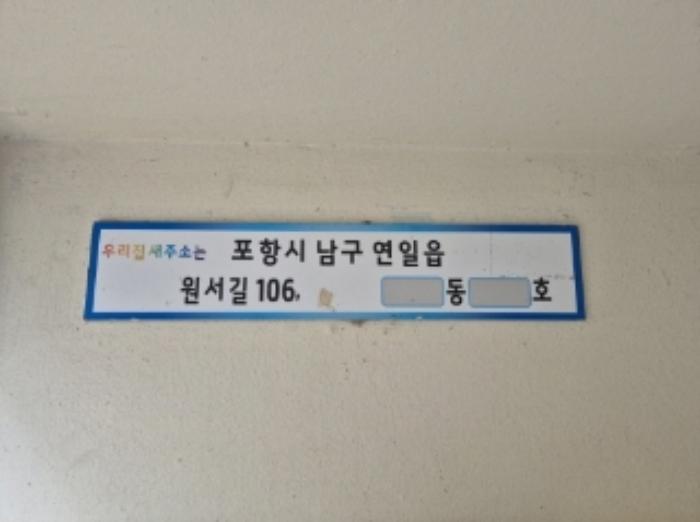 우리집 새주소는 포항시 남구 연일읍
원서길 106, 동 호